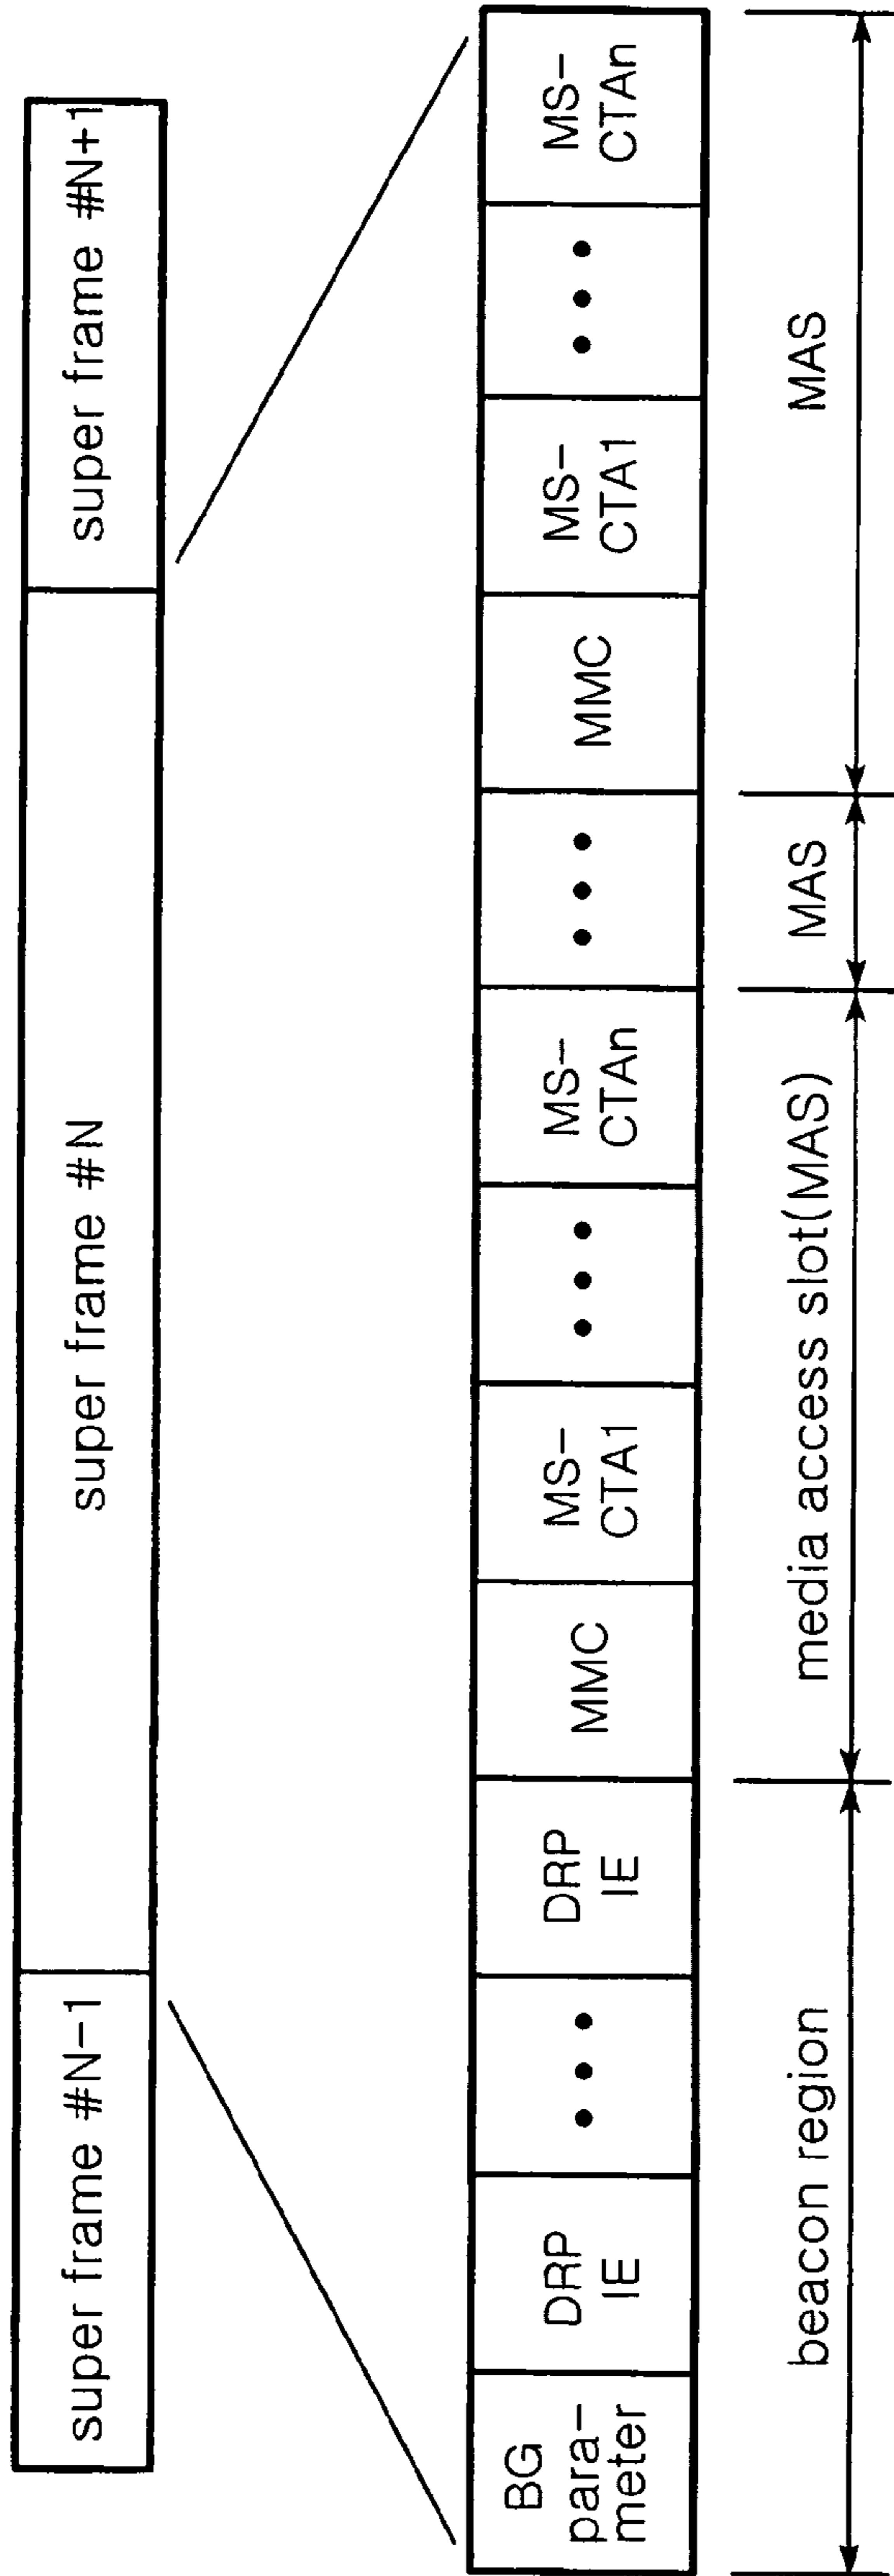 super frame #N-1
super frame #N
super frame #N+1
BG
para-
meter
DRP
IE
• • •
DRP
IE
MMC
MS-
CTA1
• • •
MS-
CTAn
• • •
MMC
MS-
CTA1
• • •
MS-
CTAn
beacon region
media access slot(MAS)
MAS
MAS